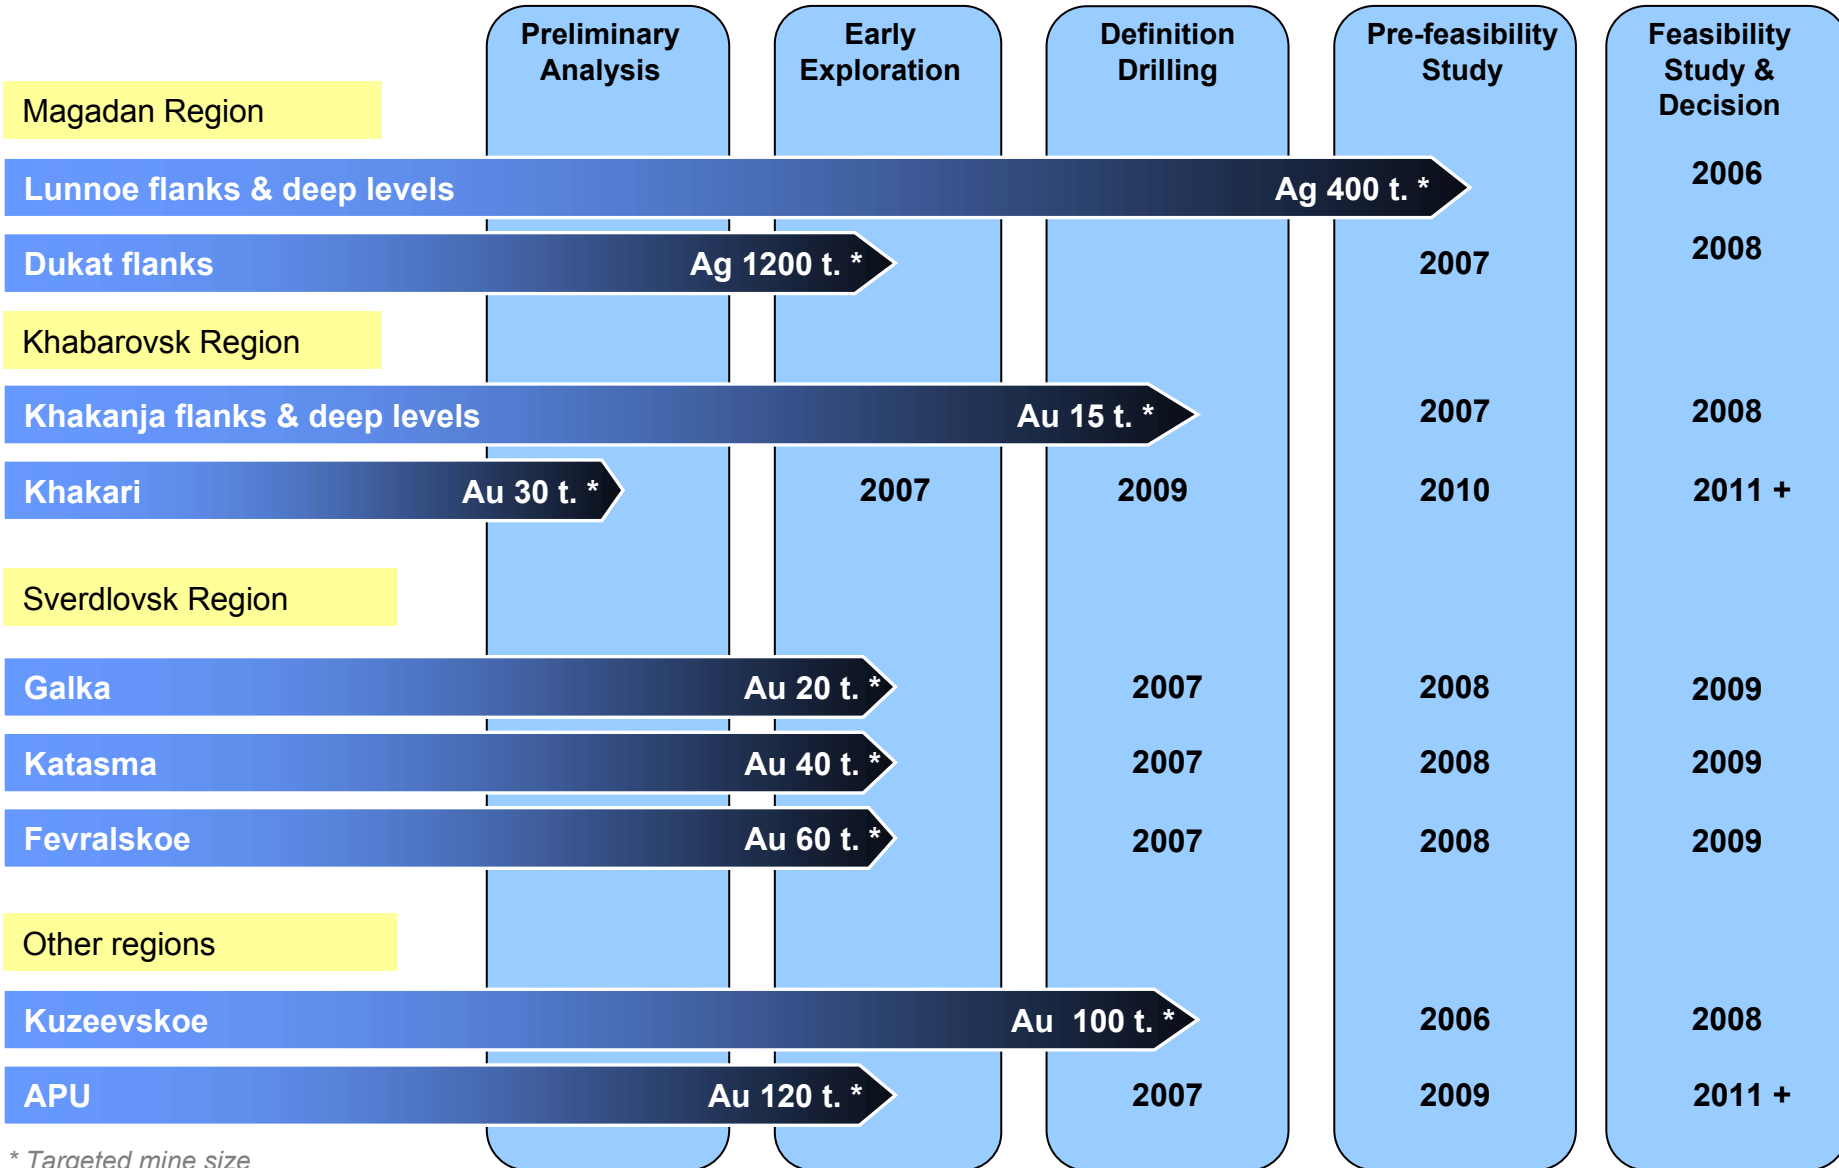 Preliminary
Analysis
Early
Exploration
Definition
Drilling
Pre-feasibility
Study
Feasibility
Study &
Decision
Magadan Region
Lunnoe flanks & deep levels Ag 400 t. * 2006
Dukat flanks Ag 1200 t. * 2007 2008
Khabarovsk Region
Khakanja flanks & deep levels Au 15 t. * 2007 2008
Khakari Au 30 t. * 2007 2009 2010 2011 +
Sverdlovsk Region
Galka Au 20 t. * 2007 2008 2009
Katasma Au 40 t. * 2007 2008 2009
Fevralskoe Au 60 t. * 2007 2008 2009
Other regions
Kuzeevskoe Au 100 t. * 2006 2008
APU Au 120 t. * 2007 2009 2011 +
* Targeted mine size